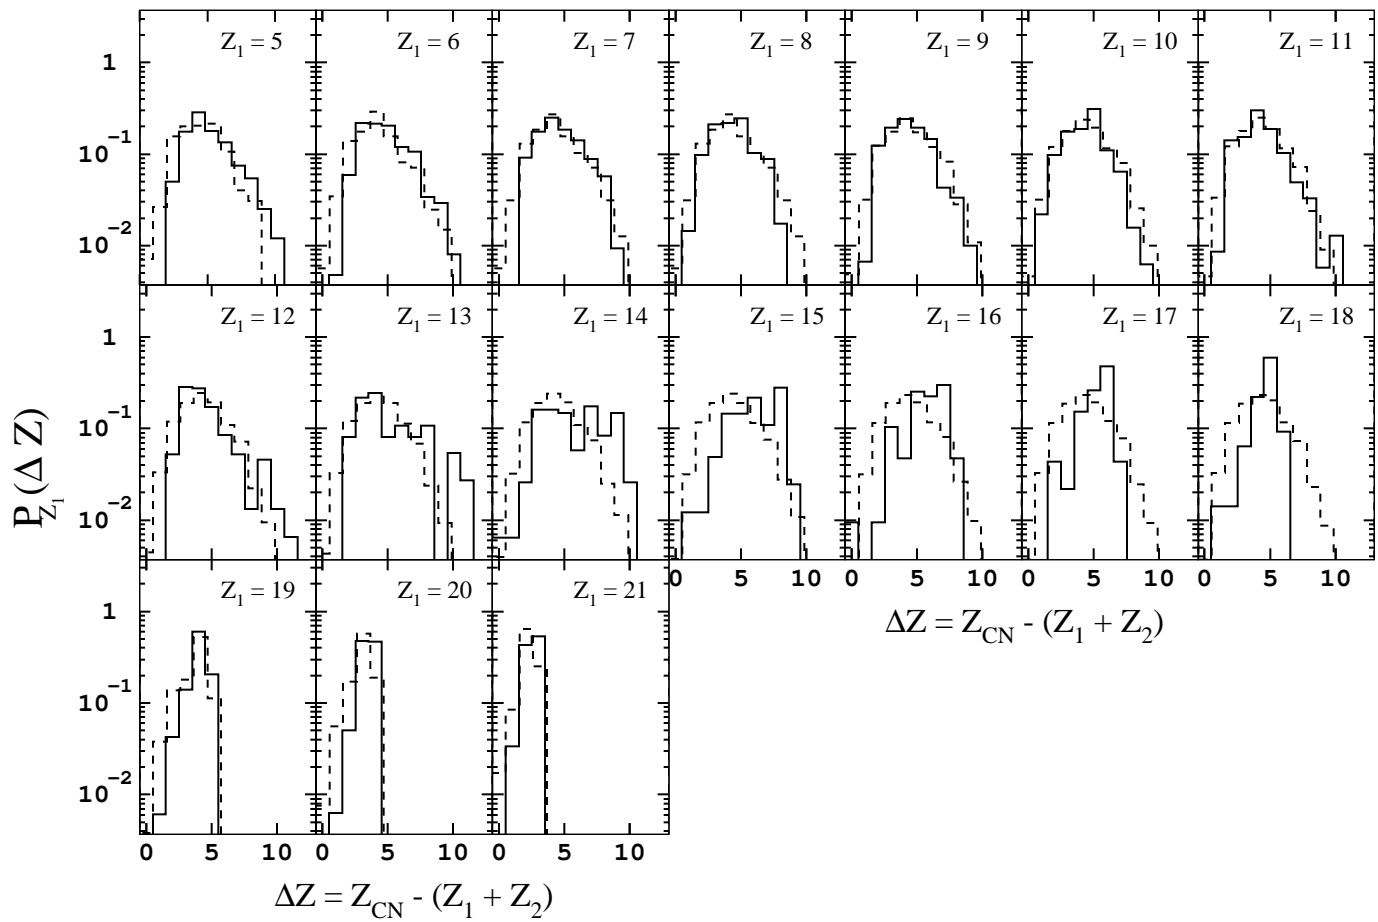 Z₁ = 5 Z₁ = 6 Z₁ = 7 Z₁ = 8 Z₁ = 9 Z₁ = 10 Z₁ = 11
1
10⁻¹
10⁻²
Z₁ = 12 Z₁ = 13 Z₁ = 14 Z₁ = 15 Z₁ = 16 Z₁ = 17 Z₁ = 18
1
10⁻¹
10⁻²
P_Z₁ (Δ Z)
0 5 10 0 5 10 0 5 10 0 5 10
Z₁ = 19 Z₁ = 20 Z₁ = 21
1
10⁻¹
10⁻²
ΔZ = Z_CN - (Z₁ + Z₂)
0 5 10 0 5 10 0 5 10
ΔZ = Z_CN - (Z₁ + Z₂)